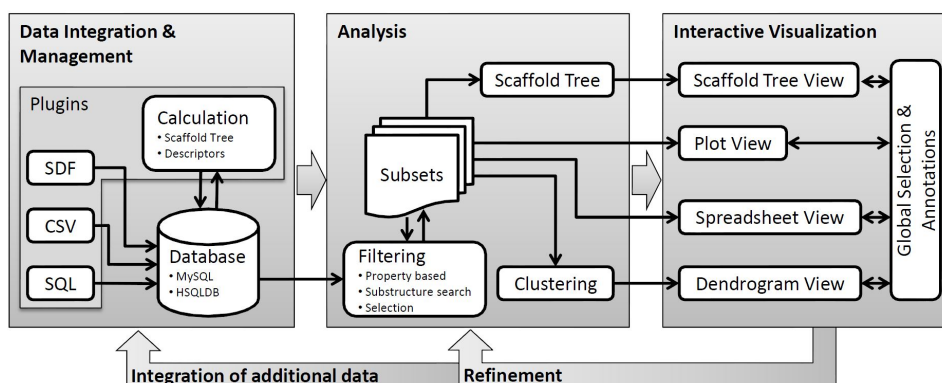 Data Integration &
Management
Plugins
Calculation
• Scaffold Tree
• Descriptors
SDF
CSV
SQL
Database
• MySQL
• HSQLDB
Analysis
Scaffold Tree
Subsets
Filtering
• Property based
• Substructure search
• Selection
Clustering
Interactive Visualization
Scaffold Tree View
Plot View
Spreadsheet View
Dendrogram View
Global Selection &
Annotations
Integration of additional data
Refinement